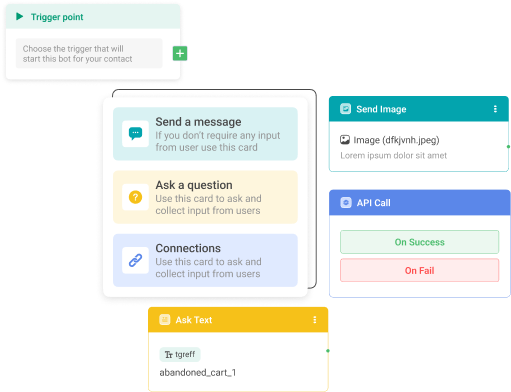 Trigger point
Choose the trigger that will
start this bot for your contact
Send a message
If you don't require any input
from user use this card
Ask a question
Use this card to ask and
collect input from users
Connections
Use this card to ask and
collect input from users
Send Image
Image (dfkjvnh.jpeg)
Lorem ipsum dolor sit amet
API Call
On Success
On Fail
Ask Text
Tr tgreff
abandoned_cart_1